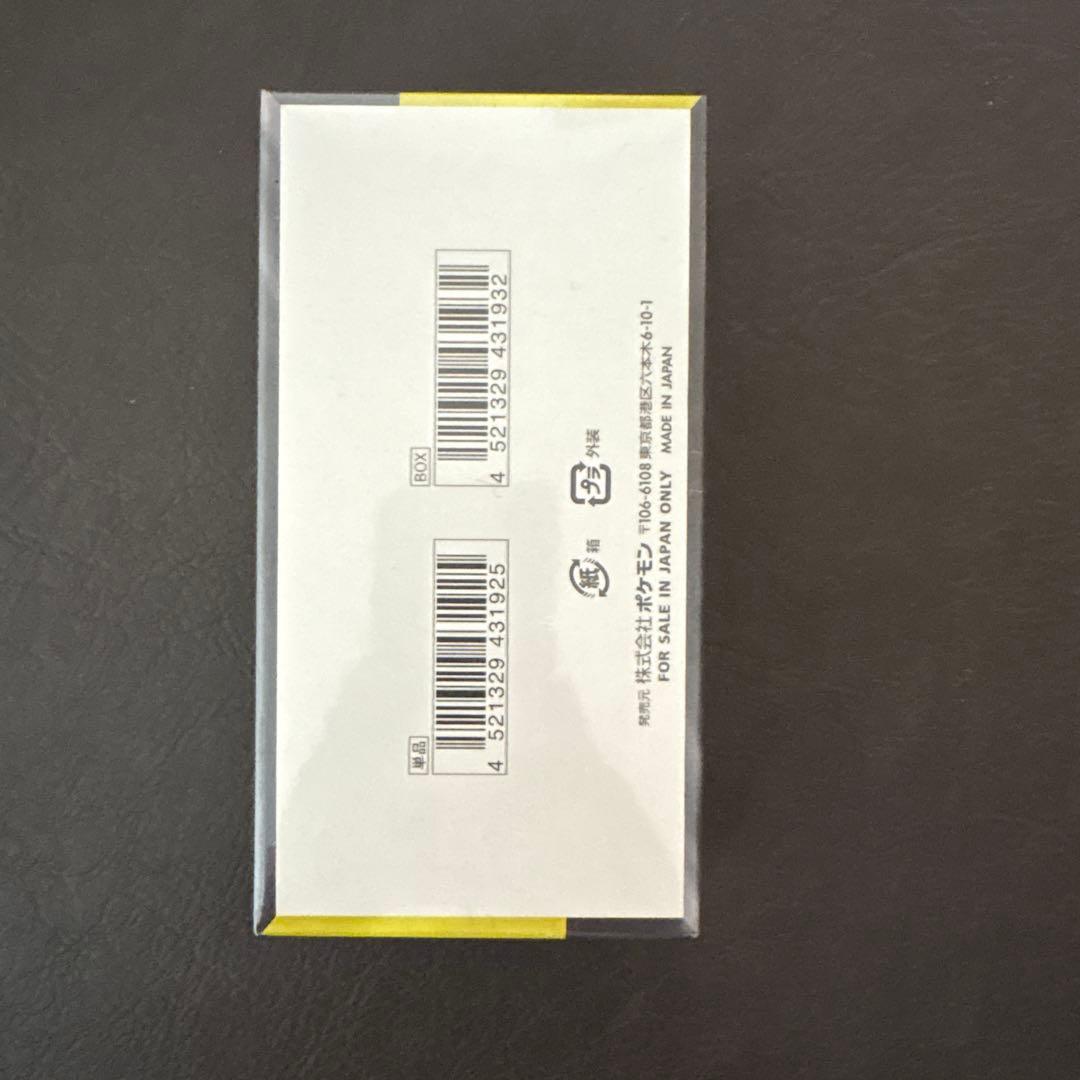 BOX
4 521329 431932
単品
4 521329 431925
紙 箱
プラ 外装
発売元 株式会社ポケモン 〒106-6108 東京都港区六本木6-10-1
FOR SALE IN JAPAN ONLY MADE IN JAPAN